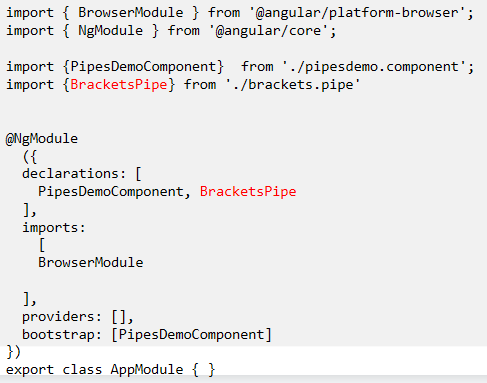 import { BrowserModule } from '@angular/platform-browser';
import { NgModule } from '@angular/core';
import {PipesDemoComponent}  from './pipesdemo.component';
import {BracketsPipe} from './brackets.pipe'
@NgModule
  ({
  declarations: [
    PipesDemoComponent, BracketsPipe
  ],
  imports:
    [
    BrowserModule
  ],
  providers: [],
  bootstrap: [PipesDemoComponent]
})
export class AppModule { }